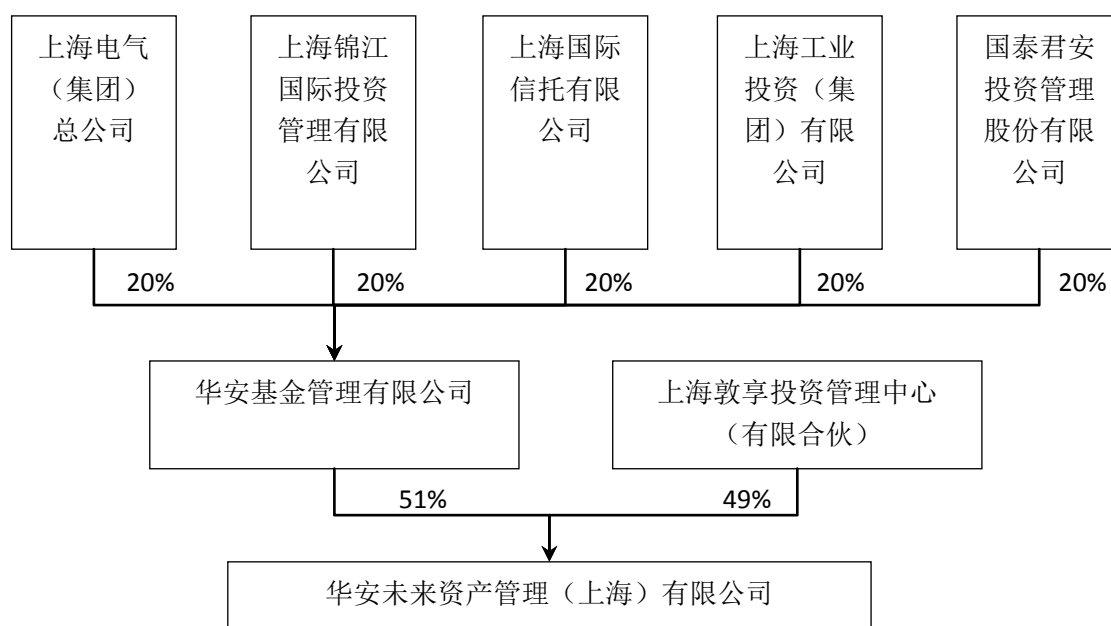 上海电气
（集团）
总公司
上海锦江
国际投资
管理有限
公司
上海国际
信托有限
公司
上海工业
投资（集
团）有限
公司
国泰君安
投资管理
股份有限
公司
20%
20%
20%
20%
20%
华安基金管理有限公司
上海敦享投资管理中心
（有限合伙）
51%
49%
华安未来资产管理（上海）有限公司